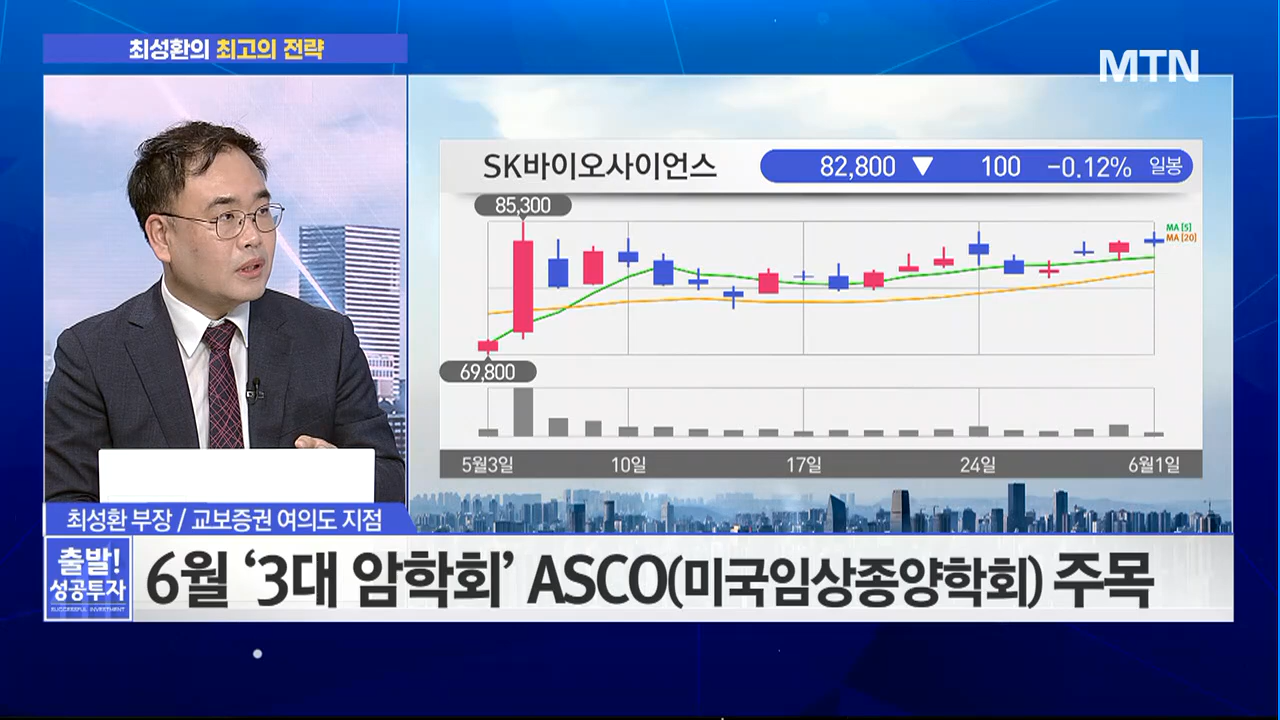 최성환의 최고의 전략
MTN
SK바이오사이언스
82,800 ▼ 100 -0.12% 일봉
85,300
MA [5]
MA [20]
69,800
5월3일 10일 17일 24일 6월1일
최성환 부장 / 교보증권 여의도 지점
출발!
성공투자
SUCCESSFUL INVESTMENT
6월 ‘3대 암학회’ ASCO(미국임상종양학회) 주목